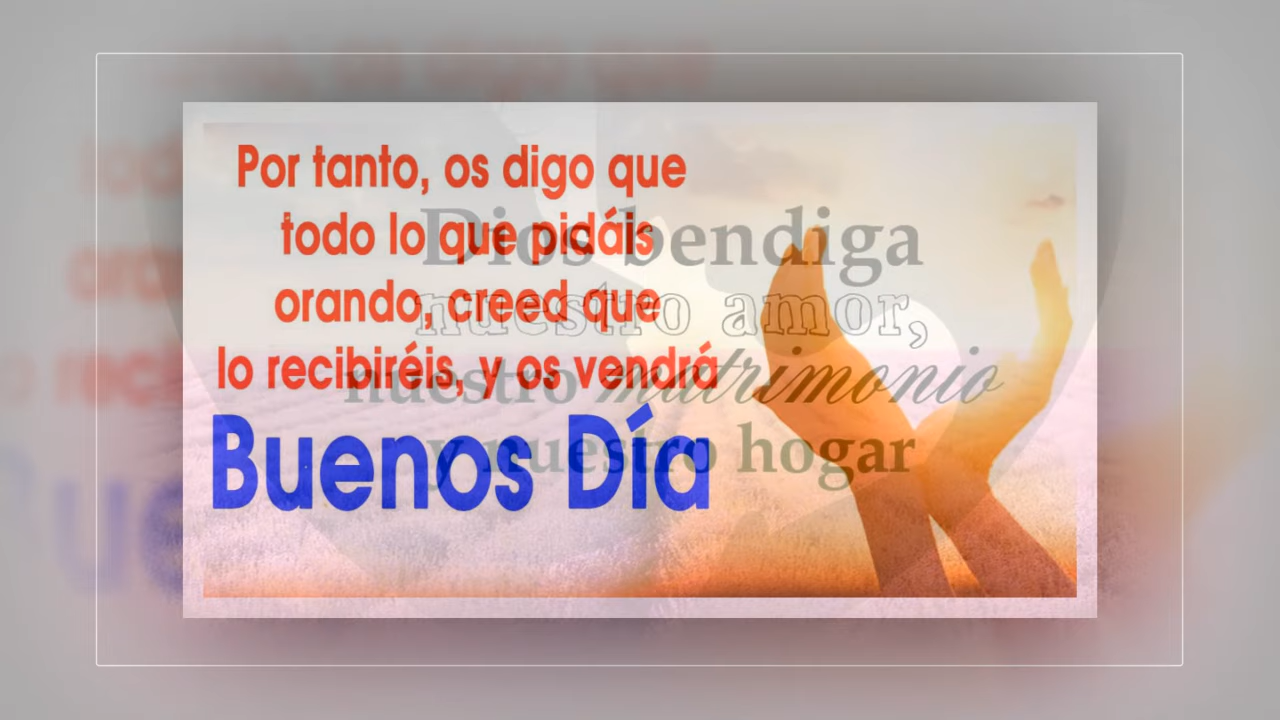 Por tanto, os digo que
todo lo que pidáis
orando, creed que
lo recibiréis, y os vendrá
Buenos Día
Dios bendiga
nuestro amor,
nuestro matrimonio
y nuestro hogar